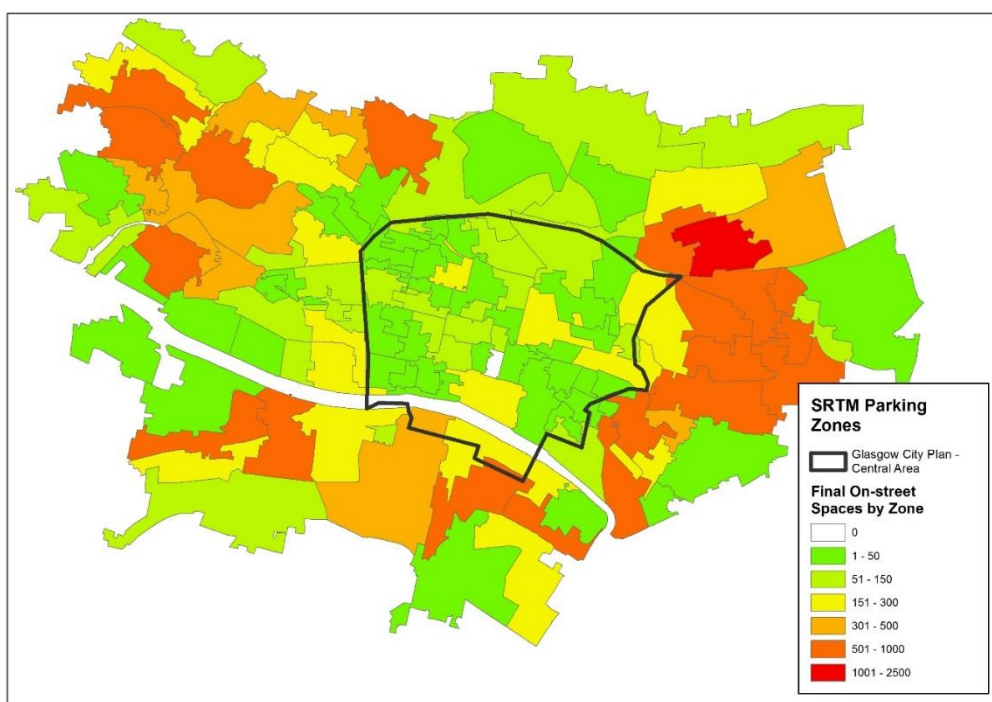 SRTM Parking
Zones
Glasgow City Plan -
Central Area
Final On-street
Spaces by Zone
0
1 - 50
51 - 150
151 - 300
301 - 500
501 - 1000
1001 - 2500